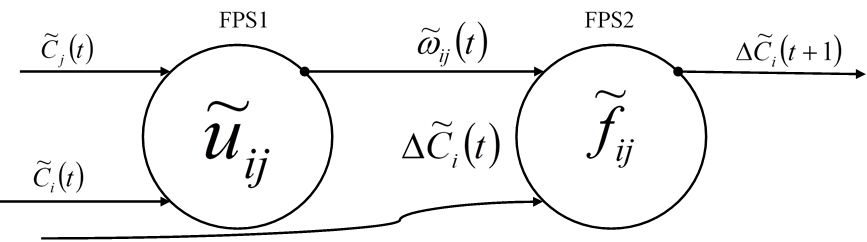 FPS1
FPS2
C̃ⱼ(t)
ω̃ᵢⱼ(t)
ΔC̃ᵢ(t+1)
ũᵢⱼ
f̃ᵢⱼ
ΔC̃ᵢ(t)
C̃ᵢ(t)